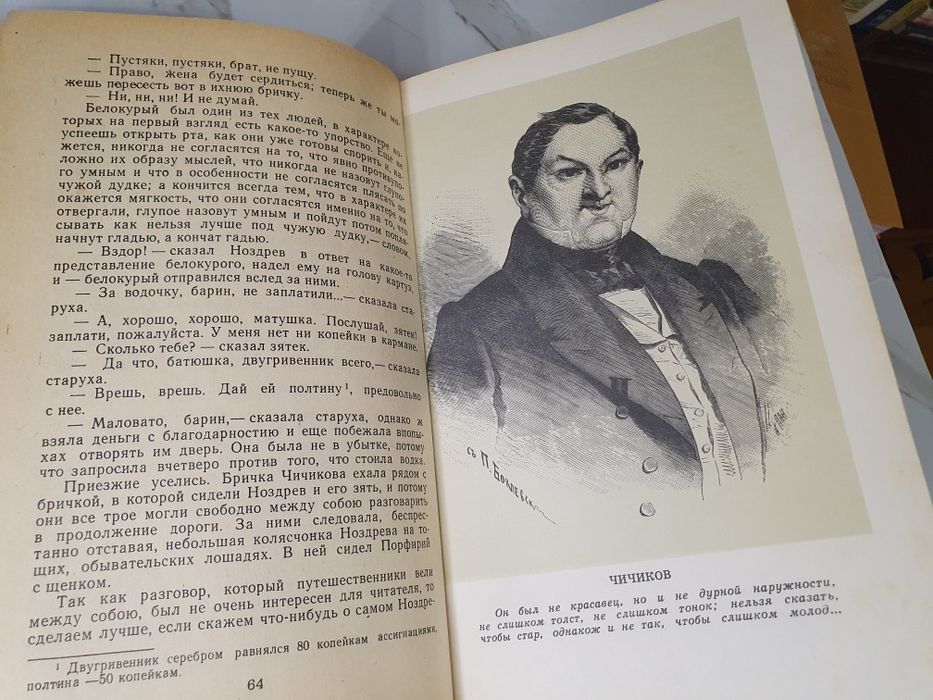 — Пустяки, пустяки, брат, не пущу.
— Право, жена будет сердиться; теперь же ты мо-
жешь пересесть вот в ихнюю бричку.
— Ни, ни, ни! И не думай.
Белокурый был один из тех людей, в характере ко-
торых на первый взгляд есть какое-то упорство. Еще не
успеешь открыть рта, как они уже готовы спорить и, ка-
жется, никогда не согласятся на то, что явно противупо-
ложно их образу мыслей, что никогда не назовут глупо-
го умным и что в особенности не согласятся плясать по
чужой дудке; а кончится всегда тем, что в характере их
окажется мягкость, что они согласятся именно на то, что
отвергали, глупое назовут умным и пойдут потом попля-
сывать как нельзя лучше под чужую дудку,— словом,
начнут гладью, а кончат гадью.
— Вздор! — сказал Ноздрев в ответ на какое-то
представление белокурого, надел ему на голову картуз,
и — белокурый отправился вслед за ними.
— За водочку, барин, не заплатили...— сказала ста-
руха.
— А, хорошо, хорошо, матушка. Послушай, зятек!
заплати, пожалуйста. У меня нет ни копейки в кармане.
— Сколько тебе? — сказал зятек.
— Да что, батюшка, двугривенник всего,— сказала
старуха.
— Врешь, врешь. Дай ей полтину¹, предовольно
с нее.
— Маловато, барин,— сказала старуха, однако ж
взяла деньги с благодарностию и еще побежала впопы-
хах отворять им дверь. Она была не в убытке, потому
что запросила вчетверо против того, что стоила водка.
Приезжие уселись. Бричка Чичикова ехала рядом с
бричкой, в которой сидели Ноздрев и его зять, и потому
они все трое могли свободно между собою разговарить
в продолжение дороги. За ними следовала, беспрес-
танно отставая, небольшая колясчонка Ноздрева на то-
щих, обывательских лошадях. В ней сидел Порфирий
с щенком.
Так как разговор, который путешественники вели
между собою, был не очень интересен для читателя, то
сделаем лучше, если скажем что-нибудь о самом Ноздре-
¹ Двугривенник серебром равнялся 80 копейкам ассигнациями,
полтина —50 копейкам.
64
съ П. Боклевск
ЧИЧИКОВ
Он был не красавец, но и не дурной наружности,
не слишком толст, не слишком тонок; нельзя сказать,
чтобы стар, однакож и не так, чтобы слишком молод...